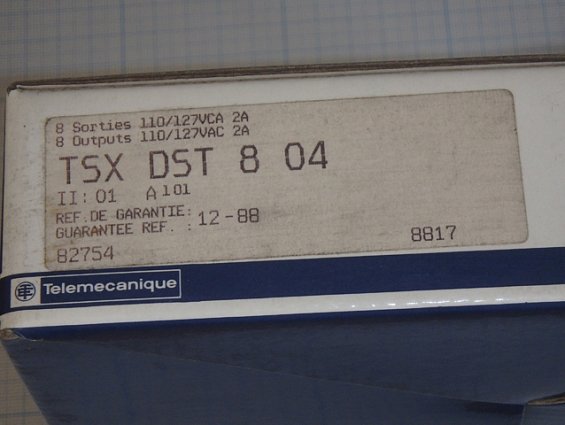 8 Sorties 110/127VCA 2A
8 Outputs 110/127VAC 2A
TSX DST 8 04
II: 01 A 101
REF.DE GARANTIE:
GUARANTEE REF. : 12-88
82754 8817
Telemecanique